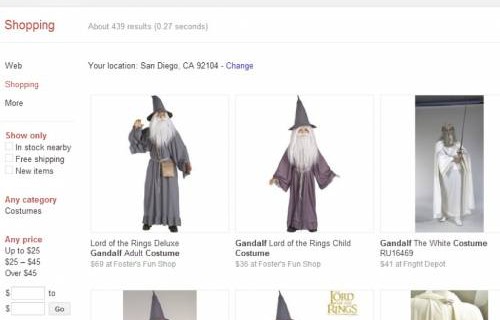 Shopping
About 439 results (0.27 seconds)
Web
Your location: San Diego, CA 92104 - Change
Shopping
More
Show only
In stock nearby
Free shipping
New items
Any category
Costumes
Any price
Up to $25
$25 – $45
Over $45
$ to
$ Go
Lord of the Rings Deluxe
Gandalf Adult Costume
$69 at Foster's Fun Shop
Gandalf Lord of the Rings Child
Costume
$36 at Foster's Fun Shop
Gandalf The White Costume
RU16469
$41 at Fright Depot
THE
LORD
OF THE
RINGS